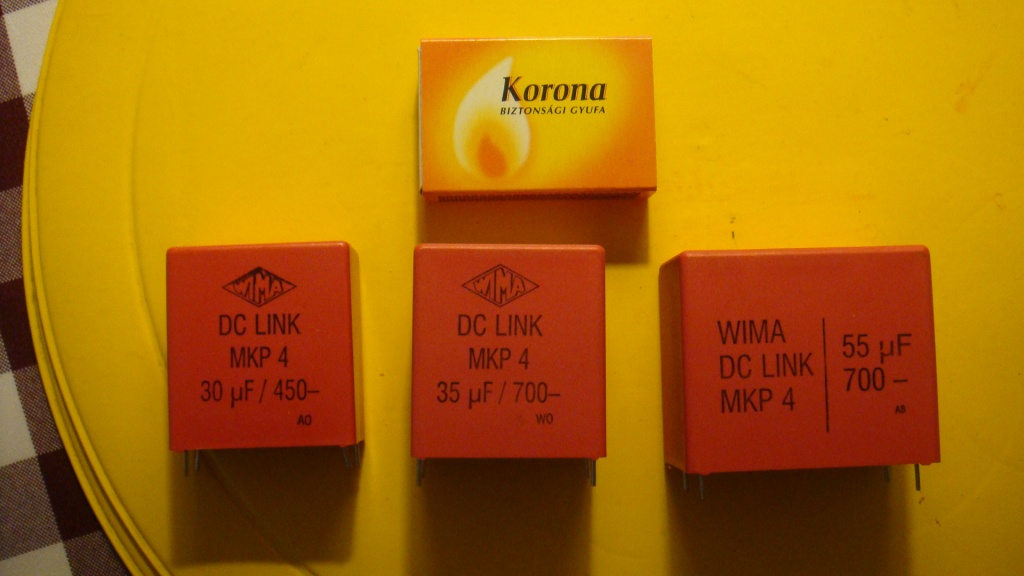 Korona
BIZTONSÁGI GYUFA
WIMA
DC LINK
MKP 4
30 µF / 450–
AO
WIMA
DC LINK
MKP 4
35 µF / 700–
WO
WIMA
DC LINK
MKP 4
55 µF
700 –
A8